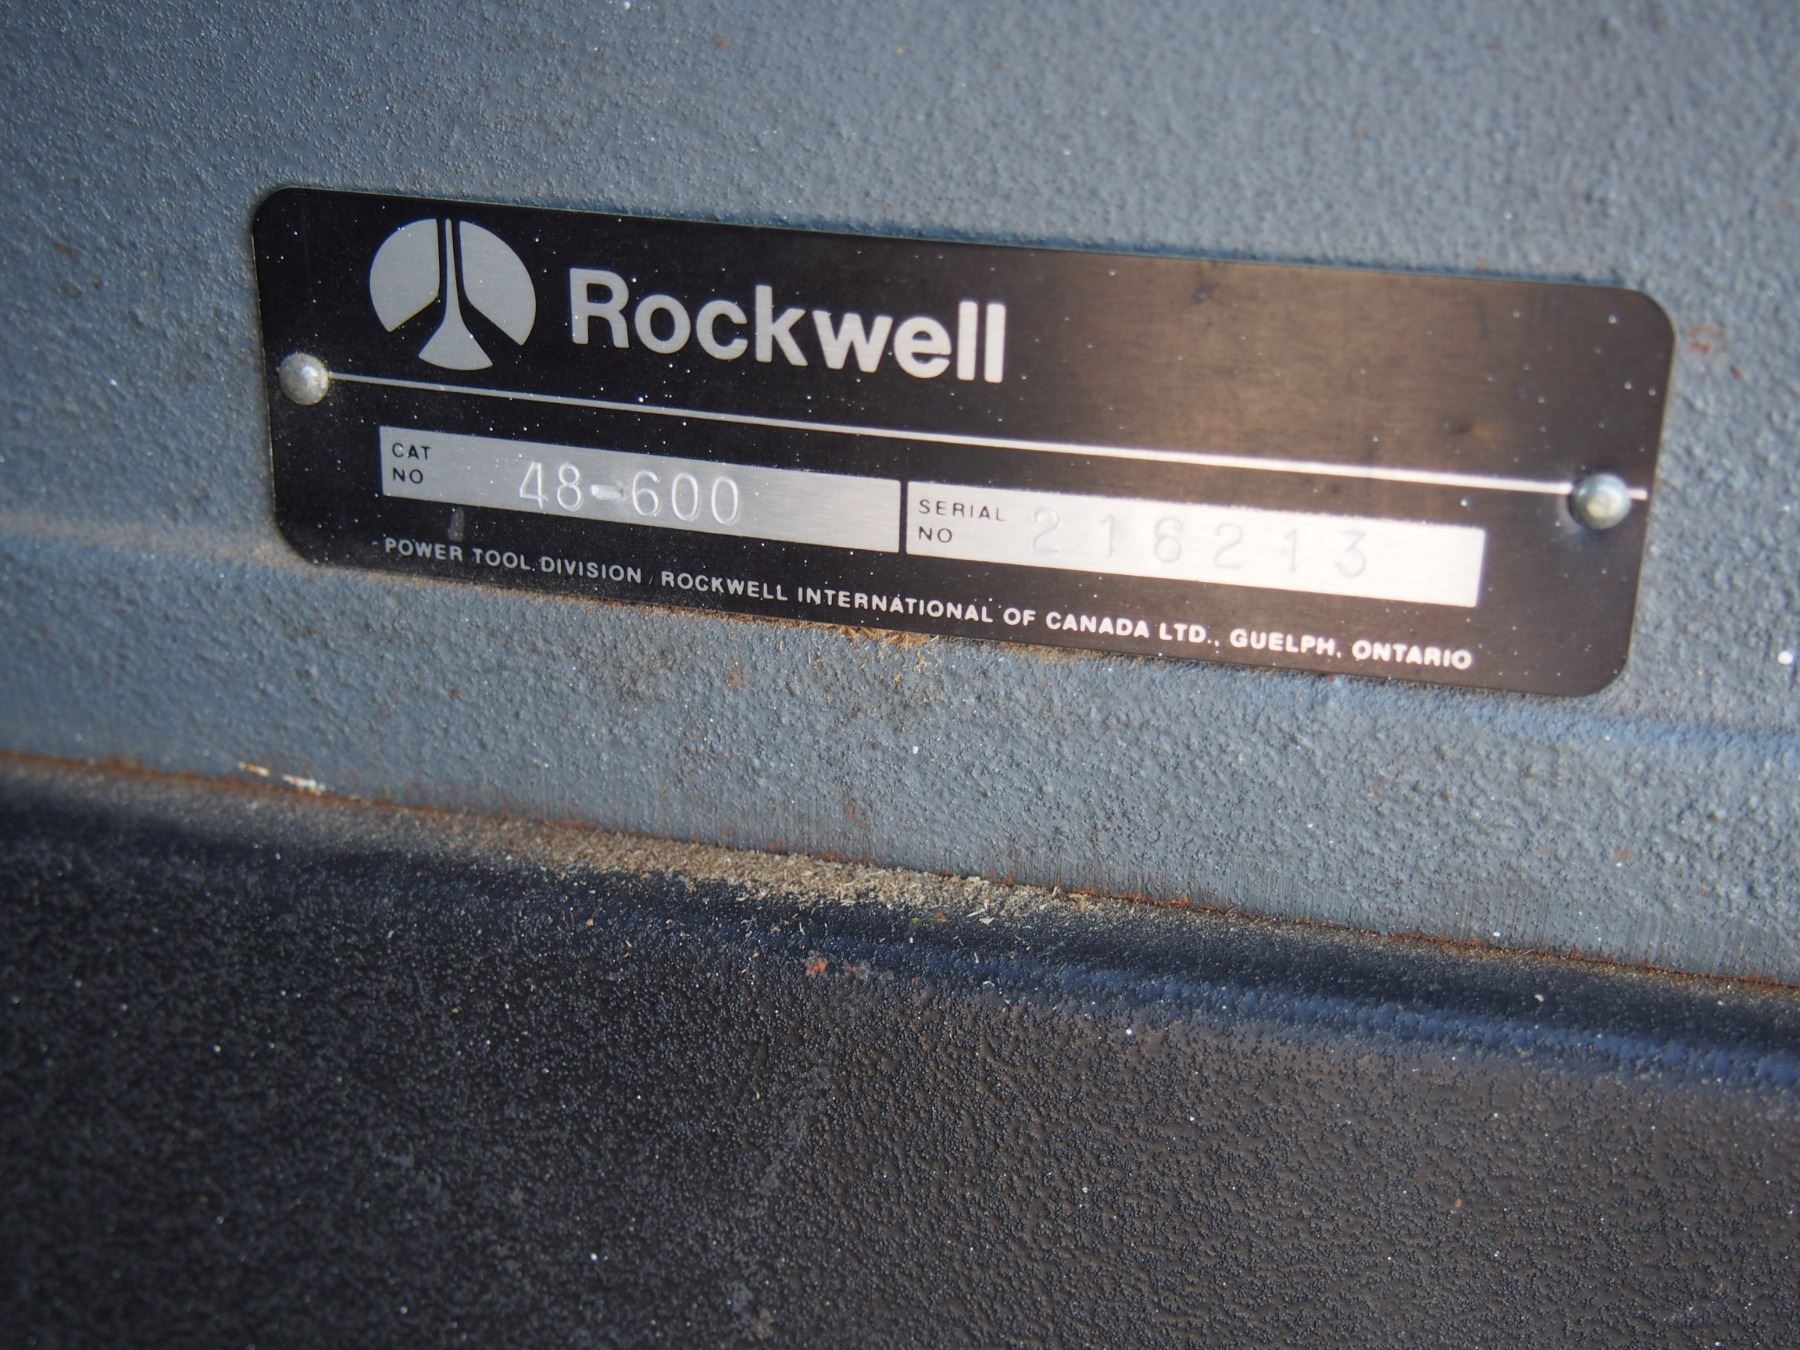 Rockwell
CAT NO 48-600
SERIAL NO 216213
POWER TOOL DIVISION / ROCKWELL INTERNATIONAL OF CANADA LTD., GUELPH, ONTARIO